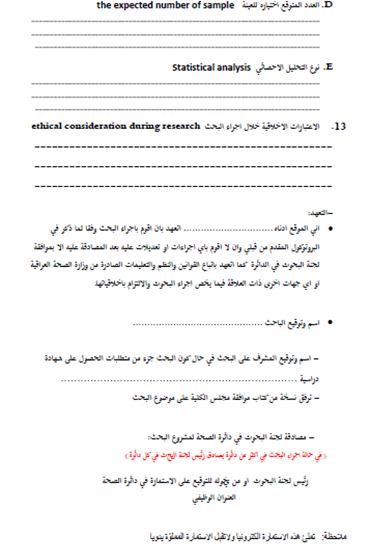 D. العدد المتوقع اختياره للعينة the expected number of sample
E. نوع التحليل الاحصائي Statistical analysis
13- الاعتبارات الاخلاقية خلال اجراء البحث ethical consideration during research
-التعهد:
• اني الموقع ادناه.............................. اتعهد بان اقوم باجراء البحث وفقا لما ذكر في
البروتوكول المقدم من قبلي وان لا اقوم باي اجراءات او تعديلات عليه بعد المصادقة عليه الا بموافقة
لجنة البحوث في الدائرة كما اتعهد باتباع القوانين والنظم والتعليمات الصادرة من وزارة الصحة العراقية
او اي جهات اخرى ذات العلاقة فيما يخص اجراء البحوث والالتزام باخلاقياتها.
• اسم وتوقيع الباحث .............................................
– اسم وتوقيع المشرف على البحث في حال كون البحث جزء من متطلبات الحصول على شهادة
دراسية ....................................................................
– ترفق نسخة من كتاب موافقة مجلس الكلية على موضوع البحث
– مصادقة لجنة البحوث في دائرة الصحة لمشروع البحث:
( في حالة اجراء البحث في اكثر من دائرة يصادق رئيس لجنة البحوث في كل دائرة )
رئيس لجنة البحوث او من يخوله للتوقيع على الاستمارة في دائرة الصحة
العنوان الوظيفي
ملاحظة: تملئ هذه الاستمارة الكترونيا ولاتقبل الاستمارة المملوءة يدويا